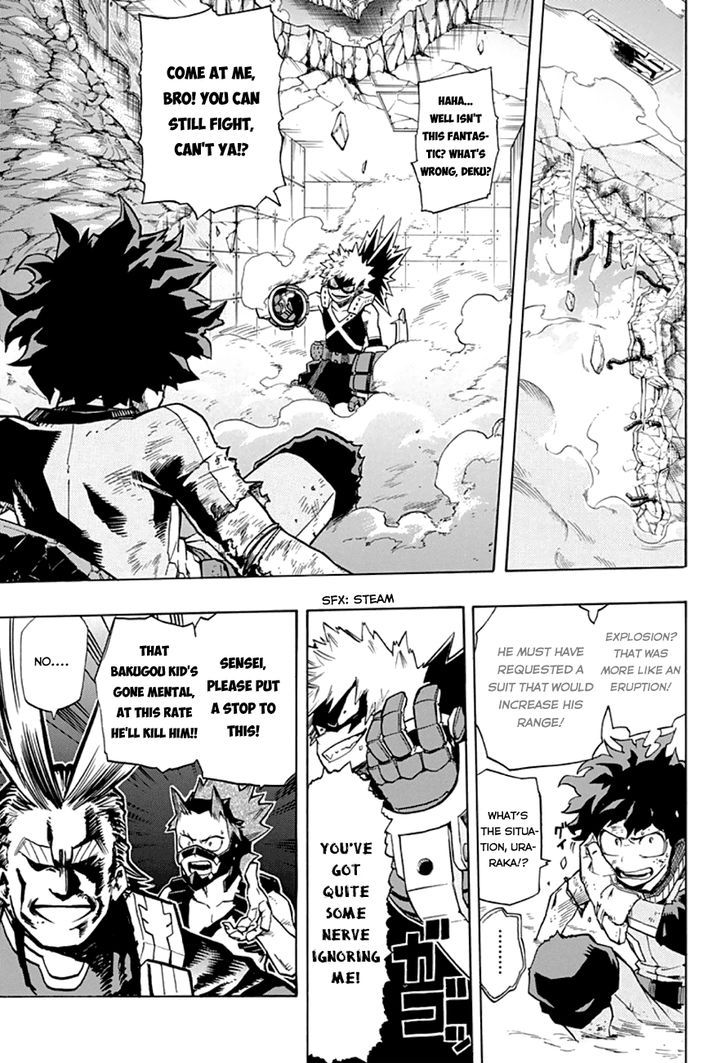 HAHA...
WELL ISN'T
THIS FANTAS-
TIC? WHAT'S
WRONG, DEKU?
COME AT ME,
BRO! YOU CAN
STILL FIGHT,
CAN'T YA!?
SFX: STEAM
EXPLOSION?
THAT WAS
MORE LIKE AN
ERUPTION!
HE MUST HAVE
REQUESTED A
SUIT THAT WOULD
INCREASE HIS
RANGE!
WHAT'S
THE SITUA-
TION, URA-
RAKA!?
........
YOU'VE
GOT
QUITE
SOME
NERVE
IGNORING
ME!
SENSEI,
PLEASE PUT
A STOP TO
THIS!
THAT
BAKUGOU KID'S
GONE MENTAL,
AT THIS RATE
HE'LL KILL HIM!!
NO....